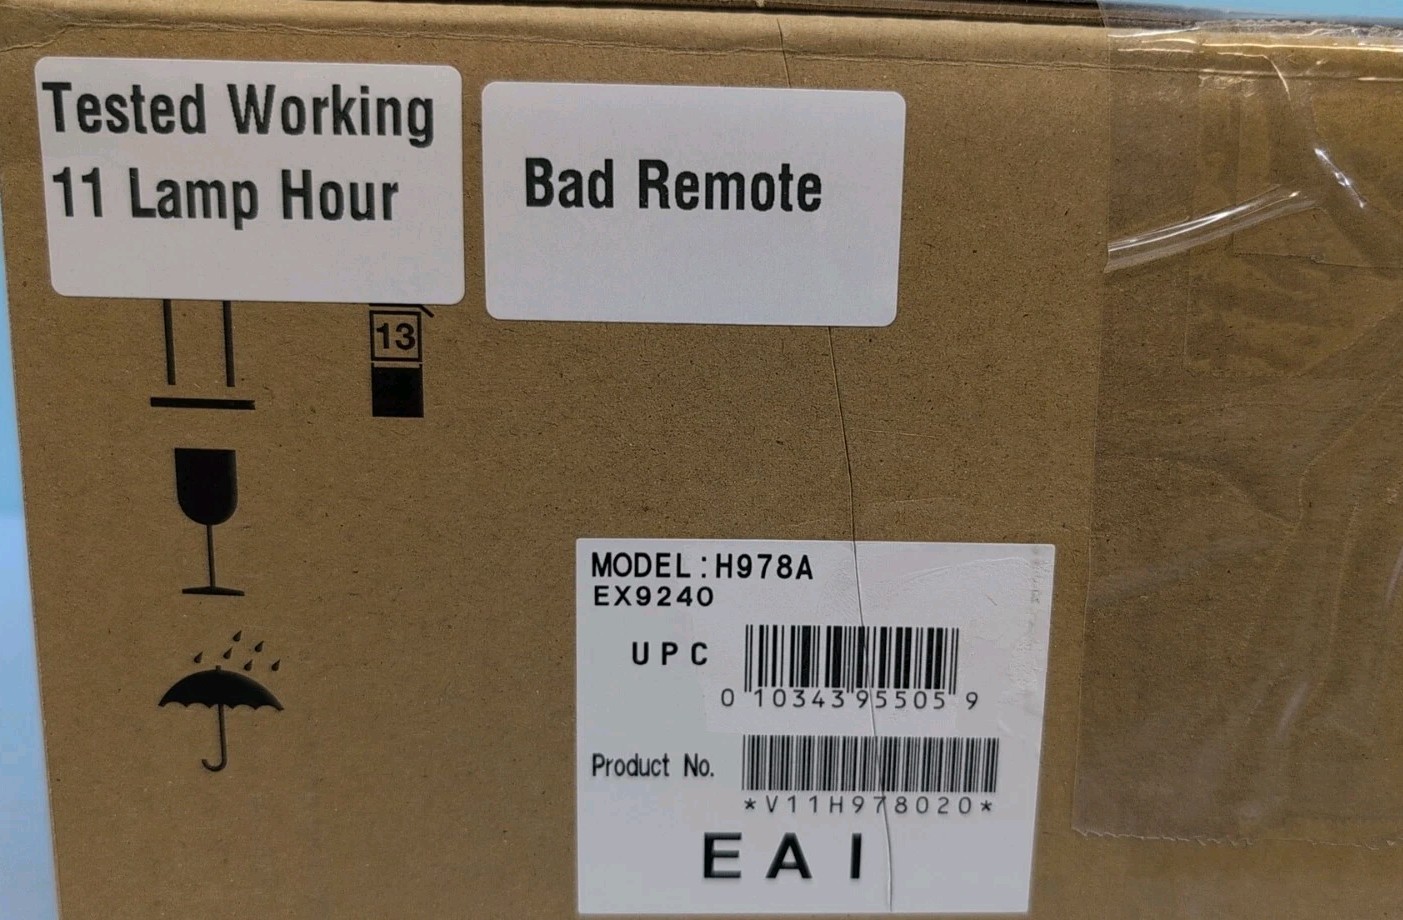 Tested Working
11 Lamp Hour
Bad Remote
13
MODEL:H978A
EX9240
UPC
0 10343 95505 9
Product No.
*V11H978020*
EAI